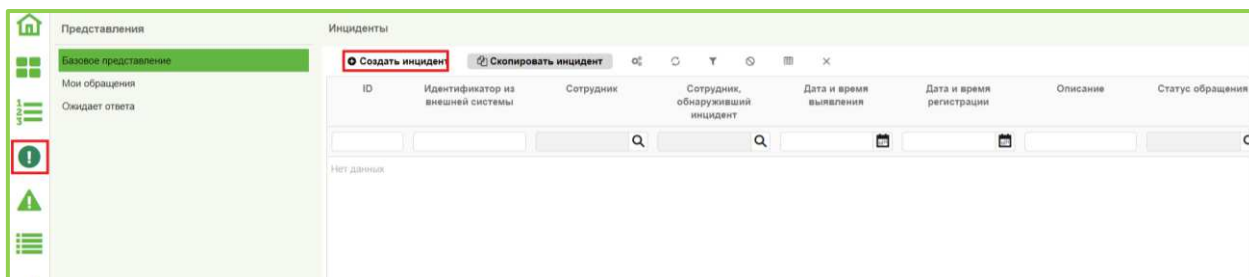 Представления
Инциденты
Базовое представление
Мои обращения
Ожидает ответа
Создать инцидент
Скопировать инцидент
ID
Идентификатор из
внешней системы
Сотрудник
Сотрудник,
обнаруживший
инцидент
Дата и время
выявления
Дата и время
регистрации
Описание
Статус обращения
Нет данных